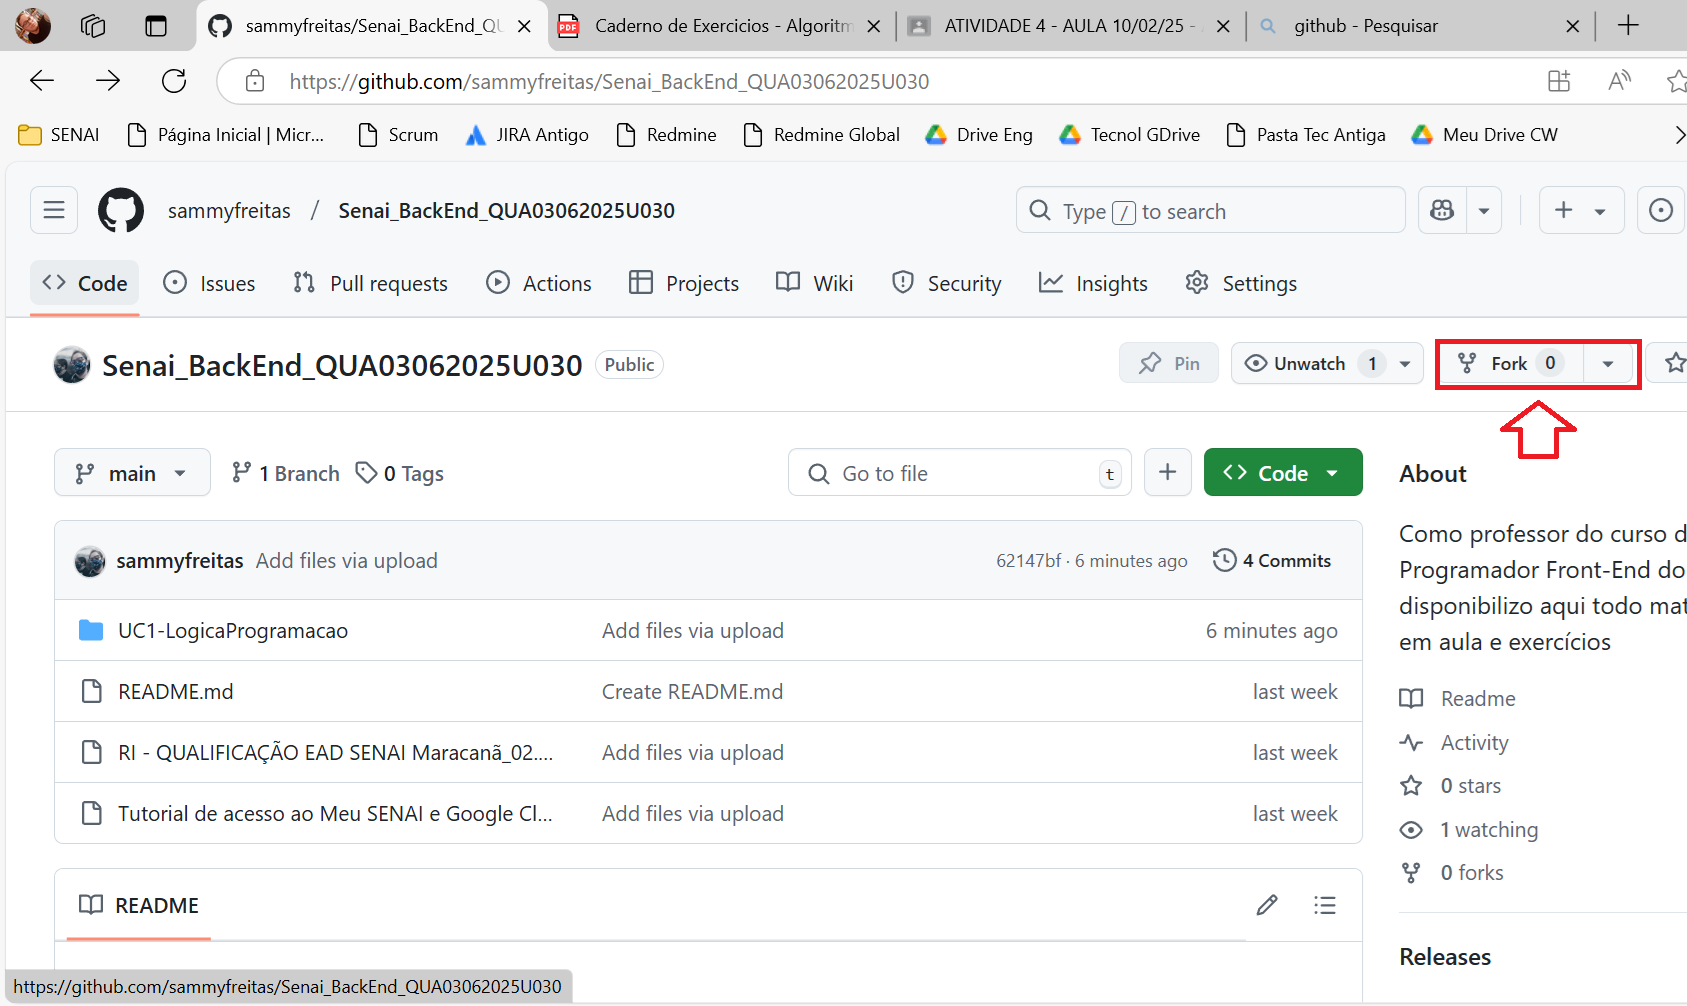 sammyfreitas/Senai_BackEnd_QU
Caderno de Exercicios - Algoritm
ATIVIDADE 4 - AULA 10/02/25 -
github - Pesquisar
https://github.com/sammyfreitas/Senai_BackEnd_QUA03062025U030
SENAI
Página Inicial | Micr...
Scrum
JIRA Antigo
Redmine
Redmine Global
Drive Eng
Tecnol GDrive
Pasta Tec Antiga
Meu Drive CW
sammyfreitas / Senai_BackEnd_QUA03062025U030
Type / to search
Code
Issues
Pull requests
Actions
Projects
Wiki
Security
Insights
Settings
Senai_BackEnd_QUA03062025U030 Public
Pin
Unwatch 1
Fork 0
main
1 Branch
0 Tags
Go to file t
Code
sammyfreitas Add files via upload 62147bf · 6 minutes ago 4 Commits
UC1-LogicaProgramacao Add files via upload 6 minutes ago
README.md Create README.md last week
RI - QUALIFICAÇÃO EAD SENAI Maracanã_02.... Add files via upload last week
Tutorial de acesso ao Meu SENAI e Google Cl... Add files via upload last week
README
About
Como professor do curso d
Programador Front-End do
disponibilizo aqui todo mat
em aula e exercícios
Readme
Activity
0 stars
1 watching
0 forks
Releases
https://github.com/sammyfreitas/Senai_BackEnd_QUA03062025U030